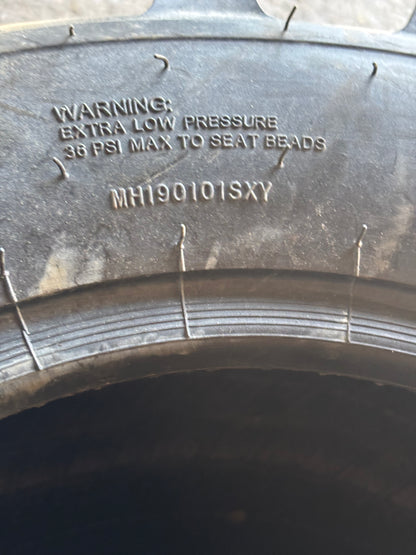 WARNING:
EXTRA LOW PRESSURE
36 PSI MAX TO SEAT BEADS
MH190101SXY